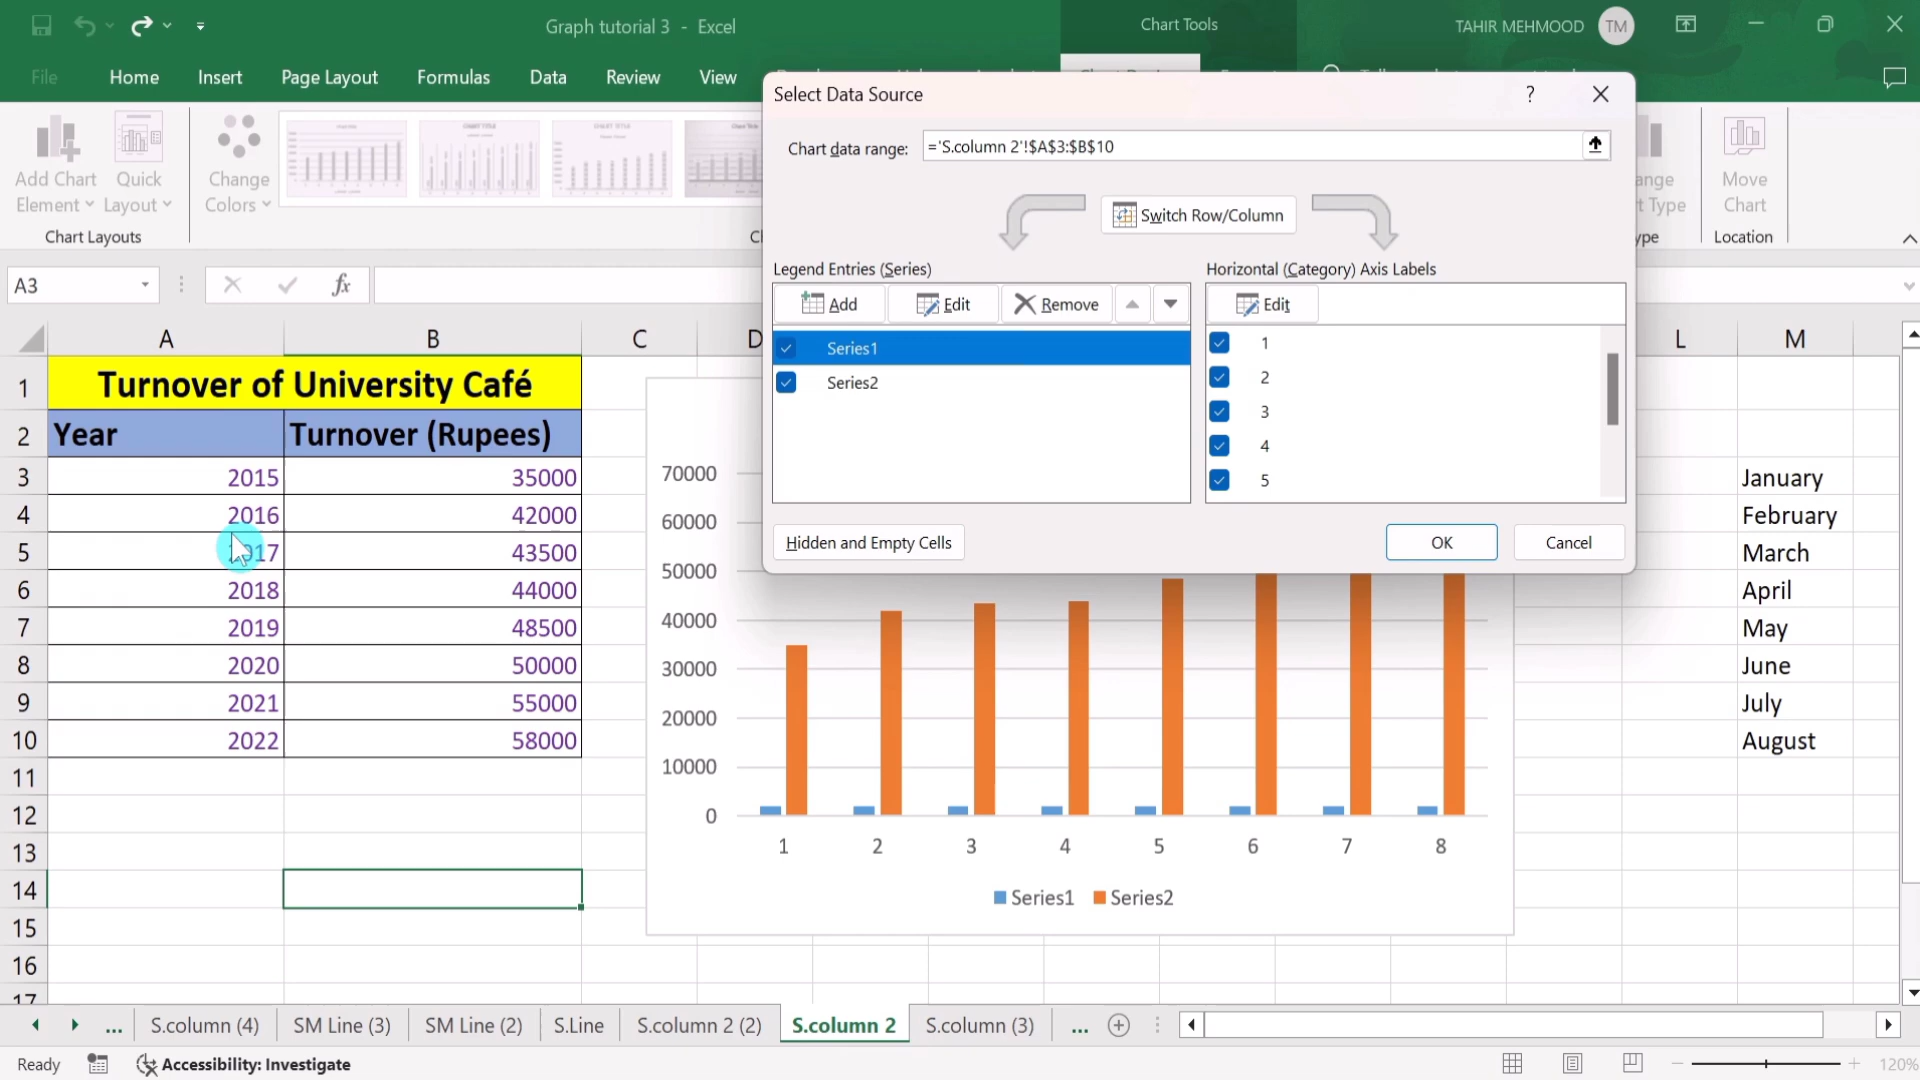 Graph tutorial 3 - Excel
Chart Tools
TAHIR MEHMOOD
TM
File Home Insert Page Layout Formulas Data Review View
Add Chart Element
Quick Layout
Change Colors
Chart Layouts
Move Chart
Location
Select Data Source
?
Chart data range:
='S.column 2'!$A$3:$B$10
Switch Row/Column
Legend Entries (Series)
Horizontal (Category) Axis Labels
Add Edit Remove
Edit
Series1
Series2
1
2
3
4
5
Hidden and Empty Cells
OK
Cancel
A3
fx
A B C D L M
1 Turnover of University Café
2 Year Turnover (Rupees)
3 2015 35000 January
4 2016 42000 February
5 2017 43500 March
6 2018 44000 April
7 2019 48500 May
8 2020 50000 June
9 2021 55000 July
10 2022 58000 August
11
12
13
14
15
16
17
70000
60000
50000
40000
30000
20000
10000
0
1 2 3 4 5 6 7 8
Series1 Series2
... S.column (4) SM Line (3) SM Line (2) S.Line S.column 2 (2) S.column 2 S.column (3) ...
Ready
Accessibility: Investigate
120%